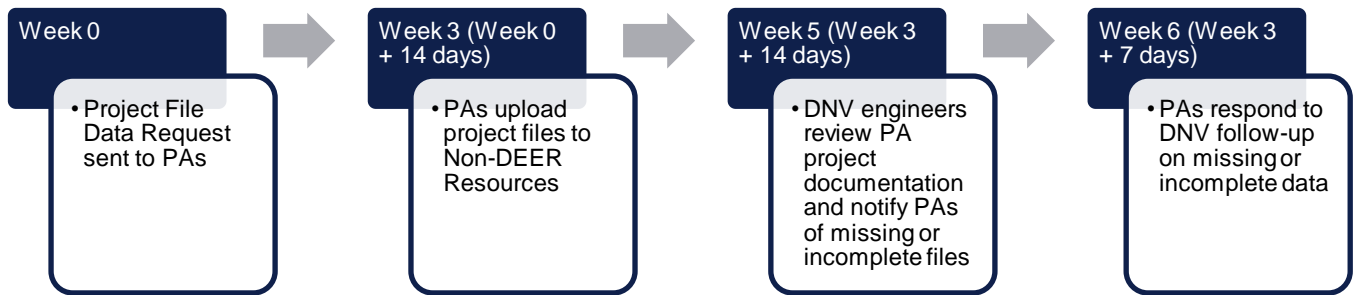 Week 0
• Project File
Data Request
sent to PAs
Week 3 (Week 0
+ 14 days)
• PAs upload
project files to
Non-DEER
Resources
Week 5 (Week 3
+ 14 days)
• DNV engineers
review PA
project
documentation
and notify PAs
of missing or
incomplete files
Week 6 (Week 3
+ 7 days)
• PAs respond to
DNV follow-up
on missing or
incomplete data